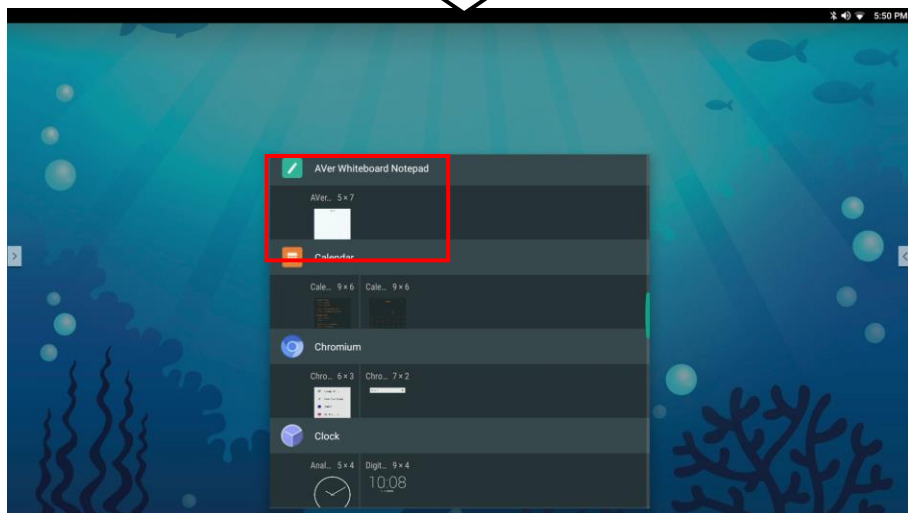 5:50 PM
AVer Whiteboard Notepad
AVer... 5×7
Calendar
Cale... 9×6 Cale... 9×6
Chromium
Chro... 6×3 Chro... 7×2
Clock
Anal... 5×4 Digit... 9×4
10:08